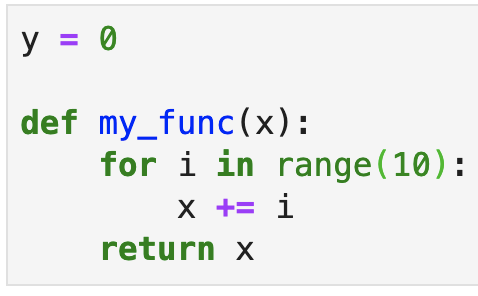 y = 0

def my_func(x):
    for i in range(10):
        x += i
    return x